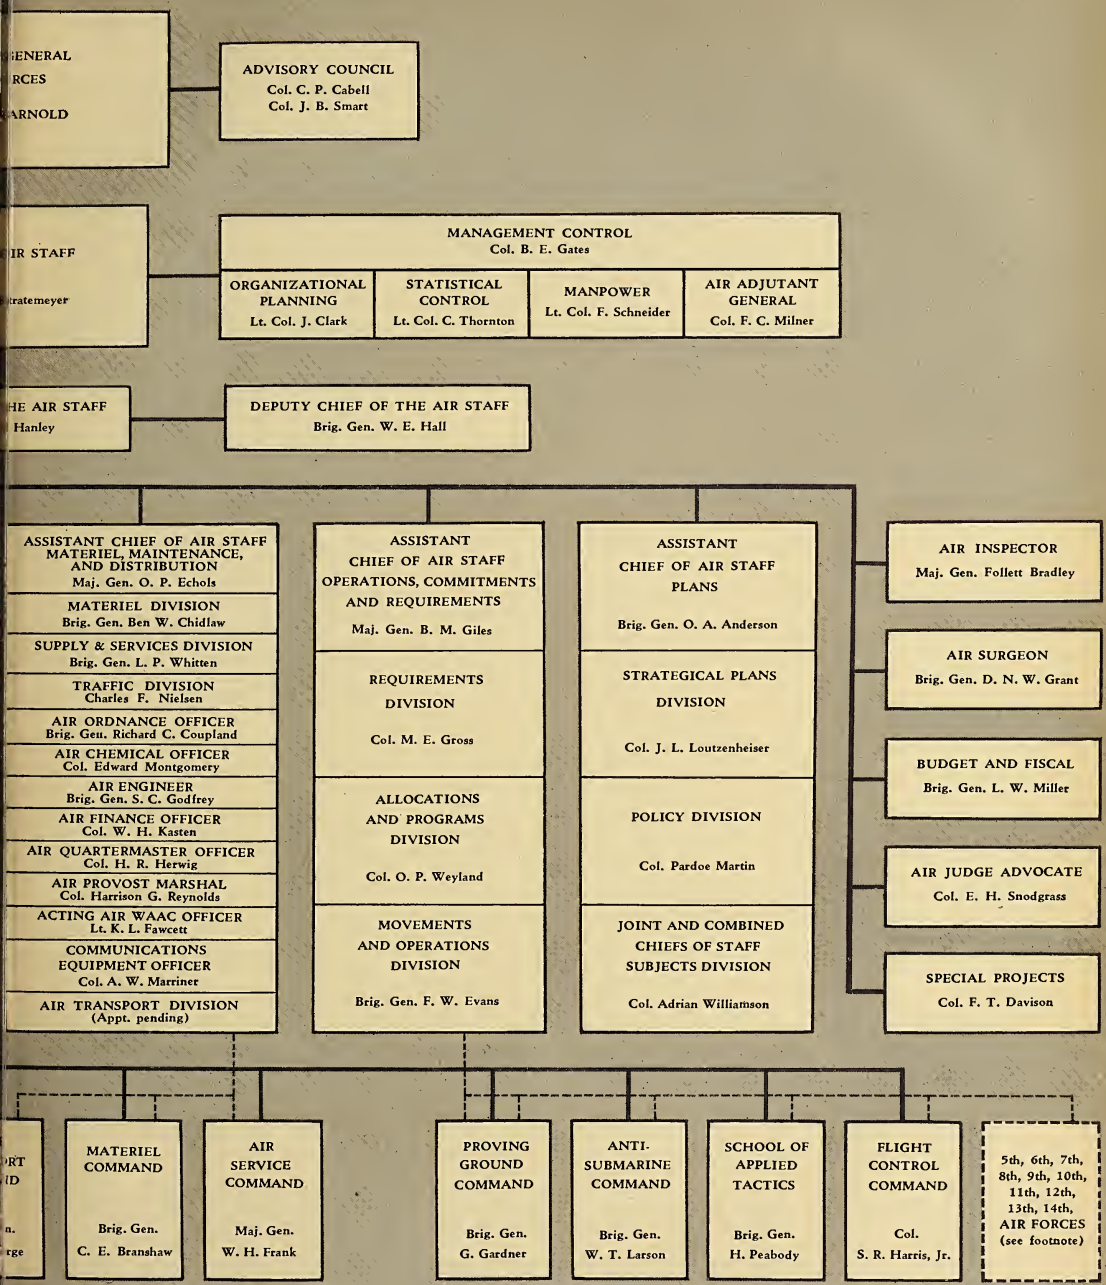 GENERAL
RCES
ARNOLD
ADVISORY COUNCIL
Col. C. P. Cabell
Col. J. B. Smart
IR STAFF
tratemeyer
MANAGEMENT CONTROL
Col. B. E. Gates
ORGANIZATIONAL
PLANNING
Lt. Col. J. Clark
STATISTICAL
CONTROL
Lt. Col. C. Thornton
MANPOWER
Lt. Col. F. Schneider
AIR ADJUTANT
GENERAL
Col. F. C. Milner
HE AIR STAFF
Hanley
DEPUTY CHIEF OF THE AIR STAFF
Brig. Gen. W. E. Hall
ASSISTANT CHIEF OF AIR STAFF
MATERIEL, MAINTENANCE,
AND DISTRIBUTION
Maj. Gen. O. P. Echols
MATERIEL DIVISION
Brig. Gen. Ben W. Chidlaw
SUPPLY & SERVICES DIVISION
Brig. Gen. L. P. Whitten
TRAFFIC DIVISION
Charles F. Nielsen
AIR ORDNANCE OFFICER
Brig. Gen. Richard C. Coupland
AIR CHEMICAL OFFICER
Col. Edward Montgomery
AIR ENGINEER
Brig. Gen. S. C. Godfrey
AIR FINANCE OFFICER
Col. W. H. Kasten
AIR QUARTERMASTER OFFICER
Col. H. R. Herwig
AIR PROVOST MARSHAL
Col. Harrison G. Reynolds
ACTING AIR WAAC OFFICER
Lt. K. L. Fawcett
COMMUNICATIONS
EQUIPMENT OFFICER
Col. A. W. Marriner
AIR TRANSPORT DIVISION
(Appt. pending)
ASSISTANT
CHIEF OF AIR STAFF
OPERATIONS, COMMITMENTS
AND REQUIREMENTS
Maj. Gen. B. M. Giles
REQUIREMENTS
DIVISION
Col. M. E. Gross
ALLOCATIONS
AND PROGRAMS
DIVISION
Col. O. P. Weyland
MOVEMENTS
AND OPERATIONS
DIVISION
Brig. Gen. F. W. Evans
ASSISTANT
CHIEF OF AIR STAFF
PLANS
Brig. Gen. O. A. Anderson
STRATEGICAL PLANS
DIVISION
Col. J. L. Loutzenheiser
POLICY DIVISION
Col. Pardoe Martin
JOINT AND COMBINED
CHIEFS OF STAFF
SUBJECTS DIVISION
Col. Adrian Williamson
AIR INSPECTOR
Maj. Gen. Follett Bradley
AIR SURGEON
Brig. Gen. D. N. W. Grant
BUDGET AND FISCAL
Brig. Gen. L. W. Miller
AIR JUDGE ADVOCATE
Col. E. H. Snodgrass
SPECIAL PROJECTS
Col. F. T. Davison
RT
D
n.
rge
MATERIEL
COMMAND
Brig. Gen.
C. E. Branshaw
AIR
SERVICE
COMMAND
Maj. Gen.
W. H. Frank
PROVING
GROUND
COMMAND
Brig. Gen.
G. Gardner
ANTI-
SUBMARINE
COMMAND
Brig. Gen.
W. T. Larson
SCHOOL OF
APPLIED
TACTICS
Brig. Gen.
H. Peabody
FLIGHT
CONTROL
COMMAND
Col.
S. R. Harris, Jr.
5th, 6th, 7th,
8th, 9th, 10th,
11th, 12th,
13th, 14th,
AIR FORCES
(see footnote)